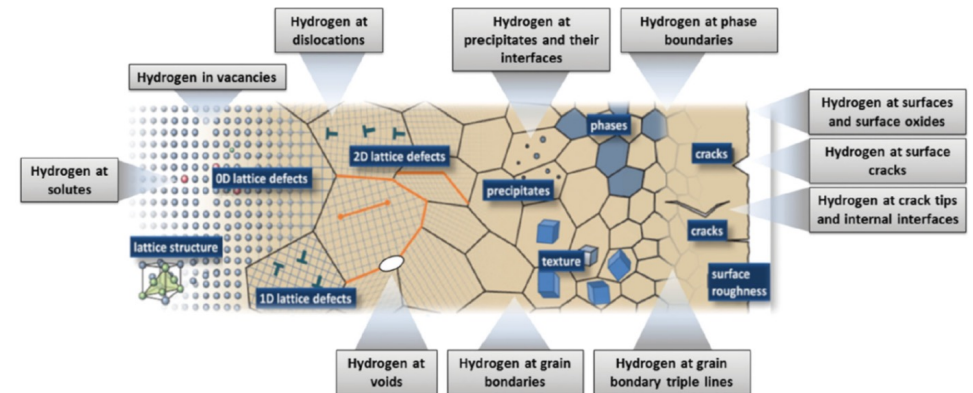 Hydrogen at
dislocations
Hydrogen at
precipitates and their
interfaces
Hydrogen at phase
boundaries
Hydrogen in vacancies
Hydrogen at surfaces
and surface oxides
phases
cracks
Hydrogen at surface
cracks
2D lattice defects
Hydrogen at
solutes
0D lattice defects
precipitates
Hydrogen at crack tips
and internal interfaces
cracks
lattice structure
texture
surface
roughness
1D lattice defects
Hydrogen at
voids
Hydrogen at grain
bondaries
Hydrogen at grain
bondary triple lines